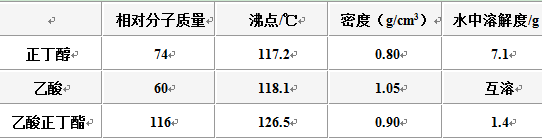 相对分子质量 沸点/℃ 密度（g/cm³） 水中溶解度/g
正丁醇 74 117.2 0.80 7.1
乙酸 60 118.1 1.05 互溶
乙酸正丁酯 116 126.5 0.90 1.4